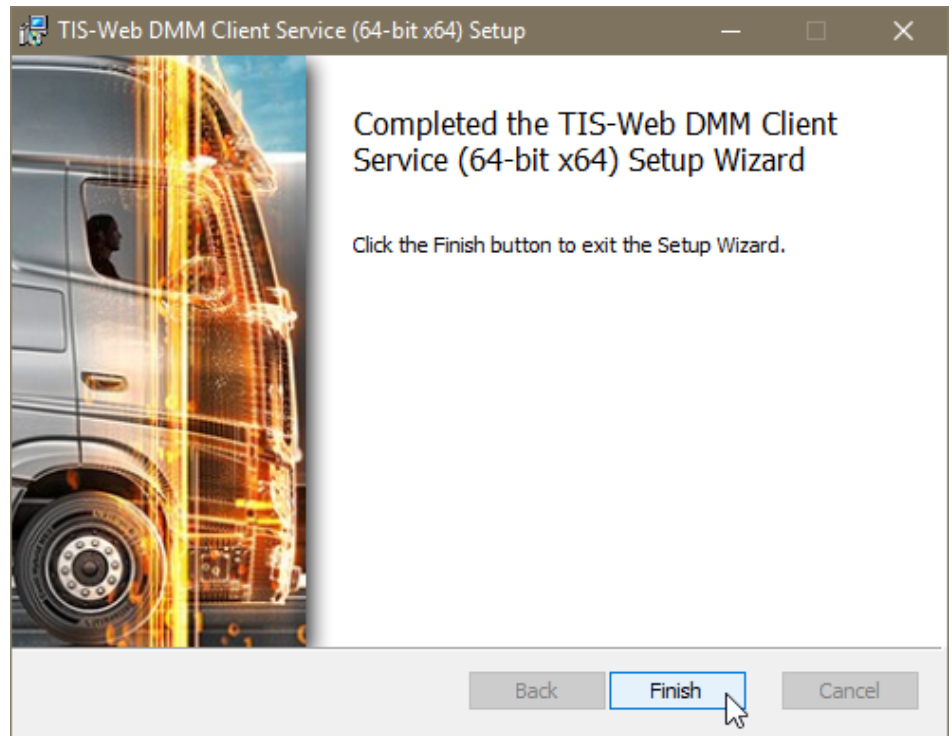 TIS-Web DMM Client Service (64-bit x64) Setup
Completed the TIS-Web DMM Client
Service (64-bit x64) Setup Wizard
Click the Finish button to exit the Setup Wizard.
Back
Finish
Cancel